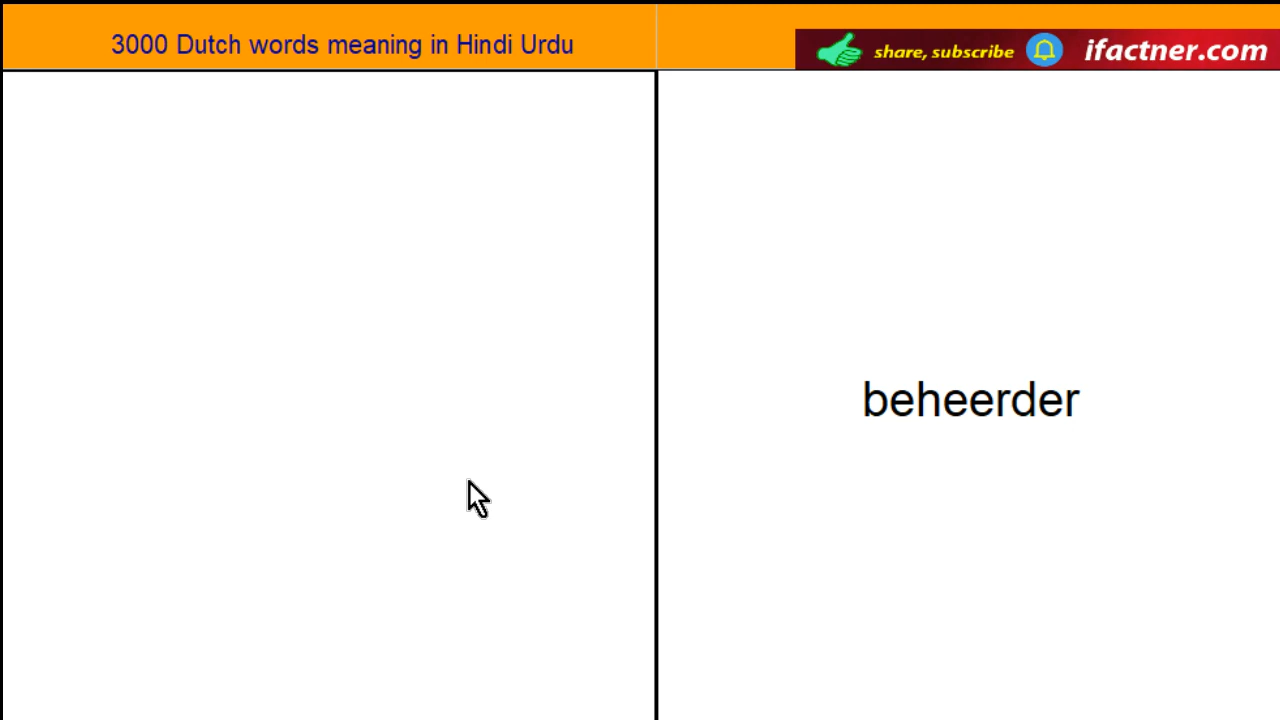 3000 Dutch words meaning in Hindi Urdu
share, subscribe
ifactner.com
beheerder